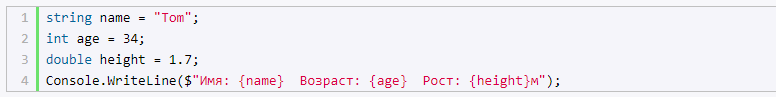 1 string name = "Tom";
2 int age = 34;
3 double height = 1.7;
4 Console.WriteLine($"Имя: {name}  Возраст: {age}  Рост: {height}м");